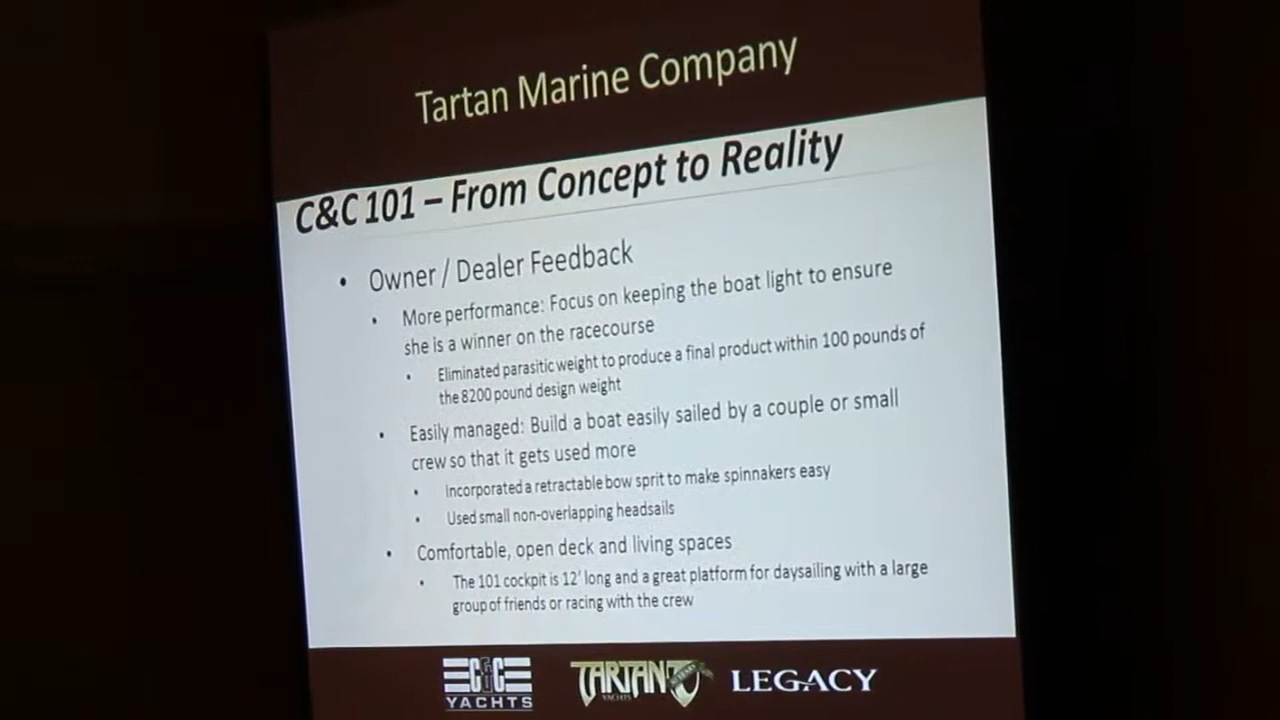 Tartan Marine Company
C&C 101 – From Concept to Reality
• Owner / Dealer Feedback
• More performance: Focus on keeping the boat light to ensure
she is a winner on the racecourse
• Eliminated parasitic weight to produce a final product within 100 pounds of
the 8200 pound design weight
• Easily managed: Build a boat easily sailed by a couple or small
crew so that it gets used more
• Incorporated a retractable bow sprit to make spinnakers easy
• Used small non-overlapping headsails
• Comfortable, open deck and living spaces
• The 101 cockpit is 12' long and a great platform for daysailing with a large
group of friends or racing with the crew
C&C
YACHTS
TARTAN
YACHTS
LEGACY